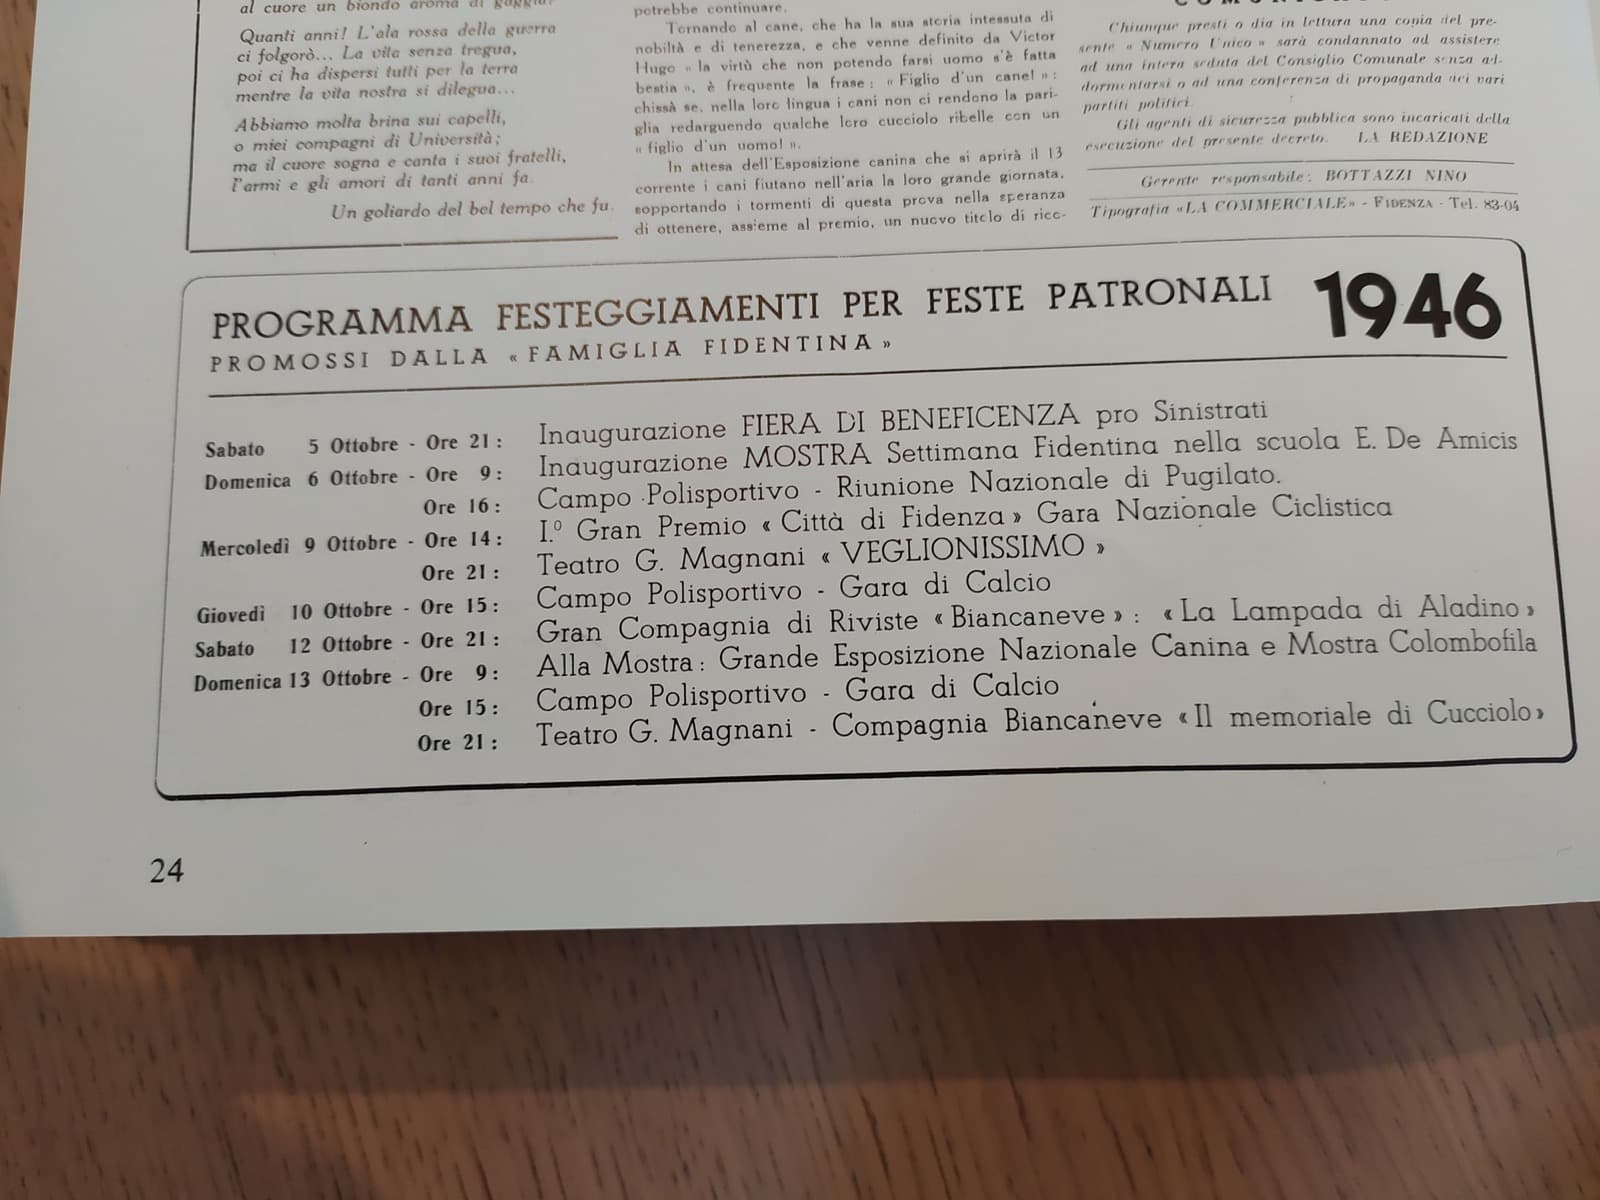 al cuore un biondo aroma di gaggia!
Quanti anni! L'ala rossa della guerra
ci folgorò... La vita senza tregua,
poi ci ha dispersi tutti per la terra
mentre la vita nostra si dilegua...
Abbiamo molta brina sui capelli,
o miei compagni di Università;
ma il cuore sogna e canta i suoi fratelli,
l'armi e gli amori di tanti anni fa.
Un goliardo del bel tempo che fu.
potrebbe continuare.
Tornando al cane, che ha la sua storia intessuta di
nobiltà e di tenerezza, e che venne definito da Victor
Hugo « la virtù che non potendo farsi uomo s'è fatta
bestia », è frequente la frase : « Figlio d'un cane! » :
chissà se, nella loro lingua i cani non ci rendono la pari-
glia redarguendo qualche loro cucciolo ribelle con un
« figlio d'un uomo! ».
In attesa dell'Esposizione canina che si aprirà il 13
corrente i cani fiutano nell'aria la loro grande giornata,
sopportando i tormenti di questa prova nella speranza
di ottenere, assieme al premio, un nuovo titolo di rico-
Chiunque presti o dia in lettura una copia del pre-
sente « Numero Unico » sarà condannato ad assistere
ad una intera seduta del Consiglio Comunale senza ad-
dormentarsi o ad una conferenza di propaganda dei vari
partiti politici.
Gli agenti di sicurezza pubblica sono incaricati della
esecuzione del presente decreto. LA REDAZIONE
Gerente responsabile : BOTTAZZI NINO
Tipografia «LA COMMERCIALE» - FIDENZA - Tel. 83-04
PROGRAMMA FESTEGGIAMENTI PER FESTE PATRONALI 1946
PROMOSSI DALLA « FAMIGLIA FIDENTINA »
Sabato 5 Ottobre - Ore 21 : Inaugurazione FIERA DI BENEFICENZA pro Sinistrati
Domenica 6 Ottobre - Ore 9 : Inaugurazione MOSTRA Settimana Fidentina nella scuola E. De Amicis
Ore 16 : Campo Polisportivo - Riunione Nazionale di Pugilato.
Mercoledì 9 Ottobre - Ore 14 : I.º Gran Premio « Città di Fidenza » Gara Nazionale Ciclistica
Ore 21 : Teatro G. Magnani « VEGLIONISSIMO »
Giovedì 10 Ottobre - Ore 15 : Campo Polisportivo - Gara di Calcio
Sabato 12 Ottobre - Ore 21 : Gran Compagnia di Riviste « Biancaneve » : « La Lampada di Aladino »
Domenica 13 Ottobre - Ore 9 : Alla Mostra : Grande Esposizione Nazionale Canina e Mostra Colombofila
Ore 15 : Campo Polisportivo - Gara di Calcio
Ore 21 : Teatro G. Magnani - Compagnia Biancaneve « Il memoriale di Cucciolo »
24